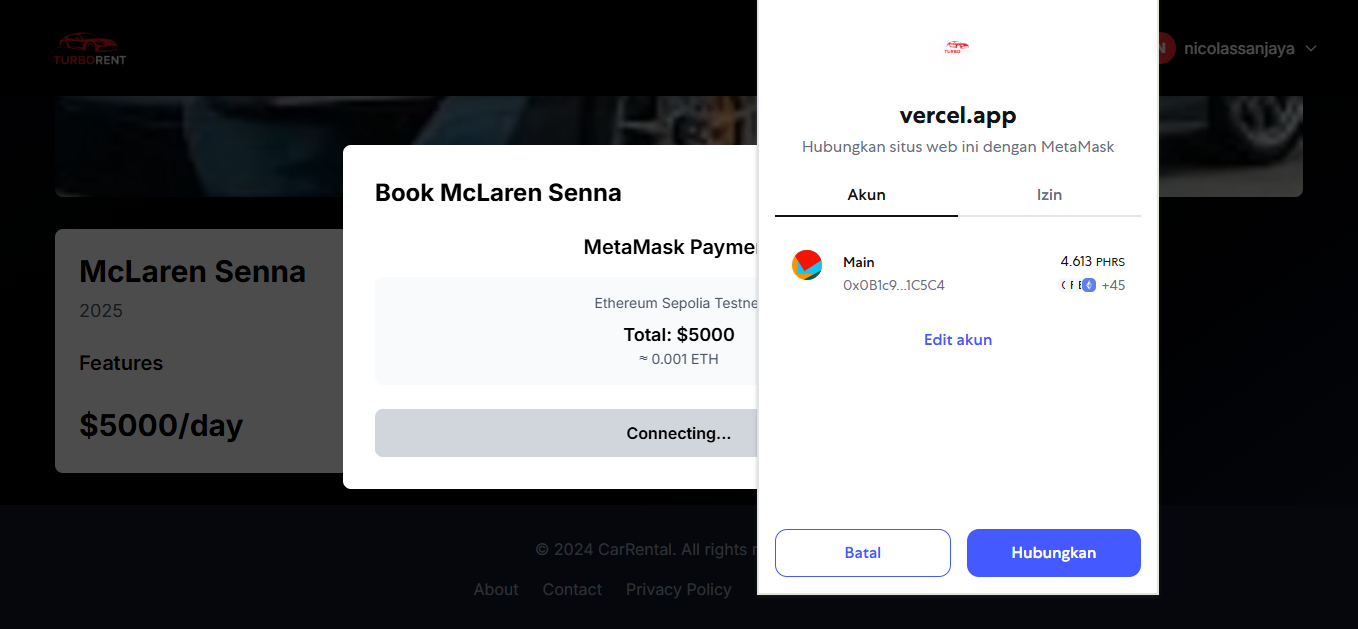 TURBORENT
N
nicolassanjaya
McLaren Senna
2025
Features
$5000/day
Book McLaren Senna
MetaMask Payme
Ethereum Sepolia Testne
Total: $5000
≈ 0.001 ETH
Connecting...
TURBO
vercel.app
Hubungkan situs web ini dengan MetaMask
Akun
Izin
Main
4.613 PHRS
0x0B1c9...1C5C4
+45
Edit akun
Batal
Hubungkan
© 2024 CarRental. All rights r
About
Contact
Privacy Policy